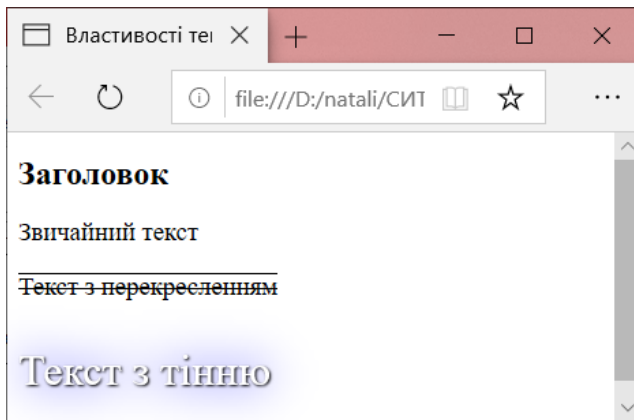 Властивості те
file:///D:/natali/СИТ
Заголовок
Звичайний текст
Текст з перекресленням
Текст з тінню